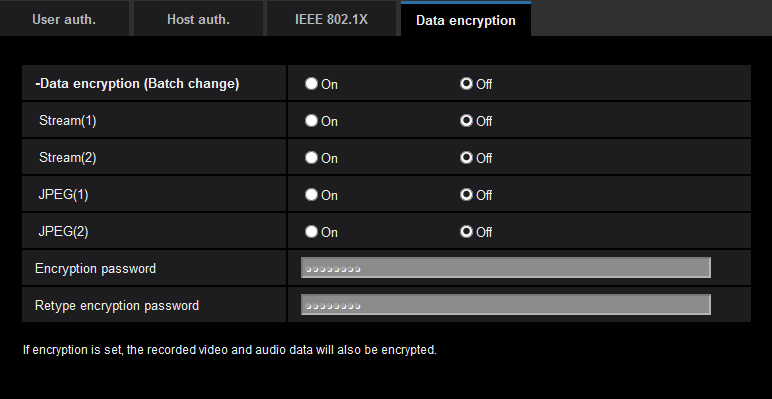 User auth. Host auth. IEEE 802.1X Data encryption
-Data encryption (Batch change) On Off
Stream(1) On Off
Stream(2) On Off
JPEG(1) On Off
JPEG(2) On Off
Encryption password
Retype encryption password
If encryption is set, the recorded video and audio data will also be encrypted.